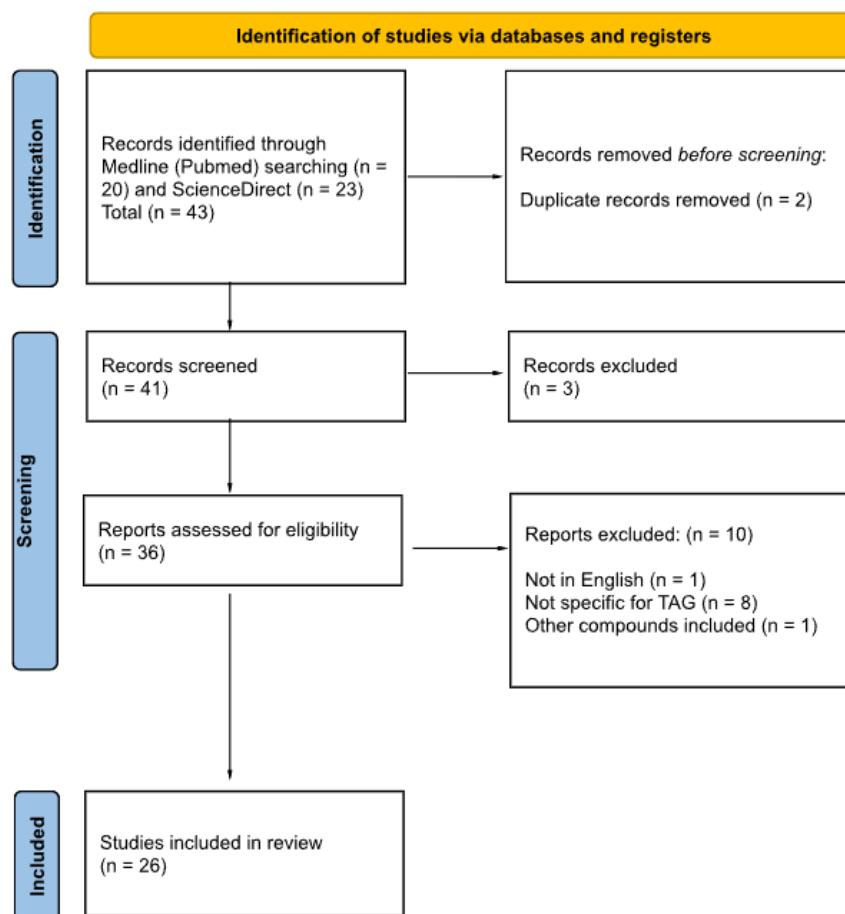 Identification of studies via databases and registers
Identification
Records identified through
Medline (Pubmed) searching (n =
20) and ScienceDirect (n = 23)
Total (n = 43)
Records removed before screening:
Duplicate records removed (n = 2)
Screening
Records screened
(n = 41)
Records excluded
(n = 3)
Reports assessed for eligibility
(n = 36)
Reports excluded: (n = 10)
Not in English (n = 1)
Not specific for TAG (n = 8)
Other compounds included (n = 1)
Included
Studies included in review
(n = 26)